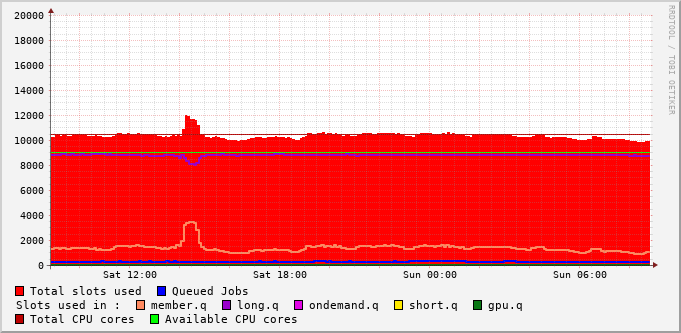 RRDTOOL / TOBI OETIKER
20000
18000
16000
14000
12000
10000
8000
6000
4000
2000
0
Sat 12:00 Sat 18:00 Sun 00:00 Sun 06:00
Total slots used Queued Jobs
Slots used in : member.q long.q ondemand.q short.q gpu.q
Total CPU cores Available CPU cores